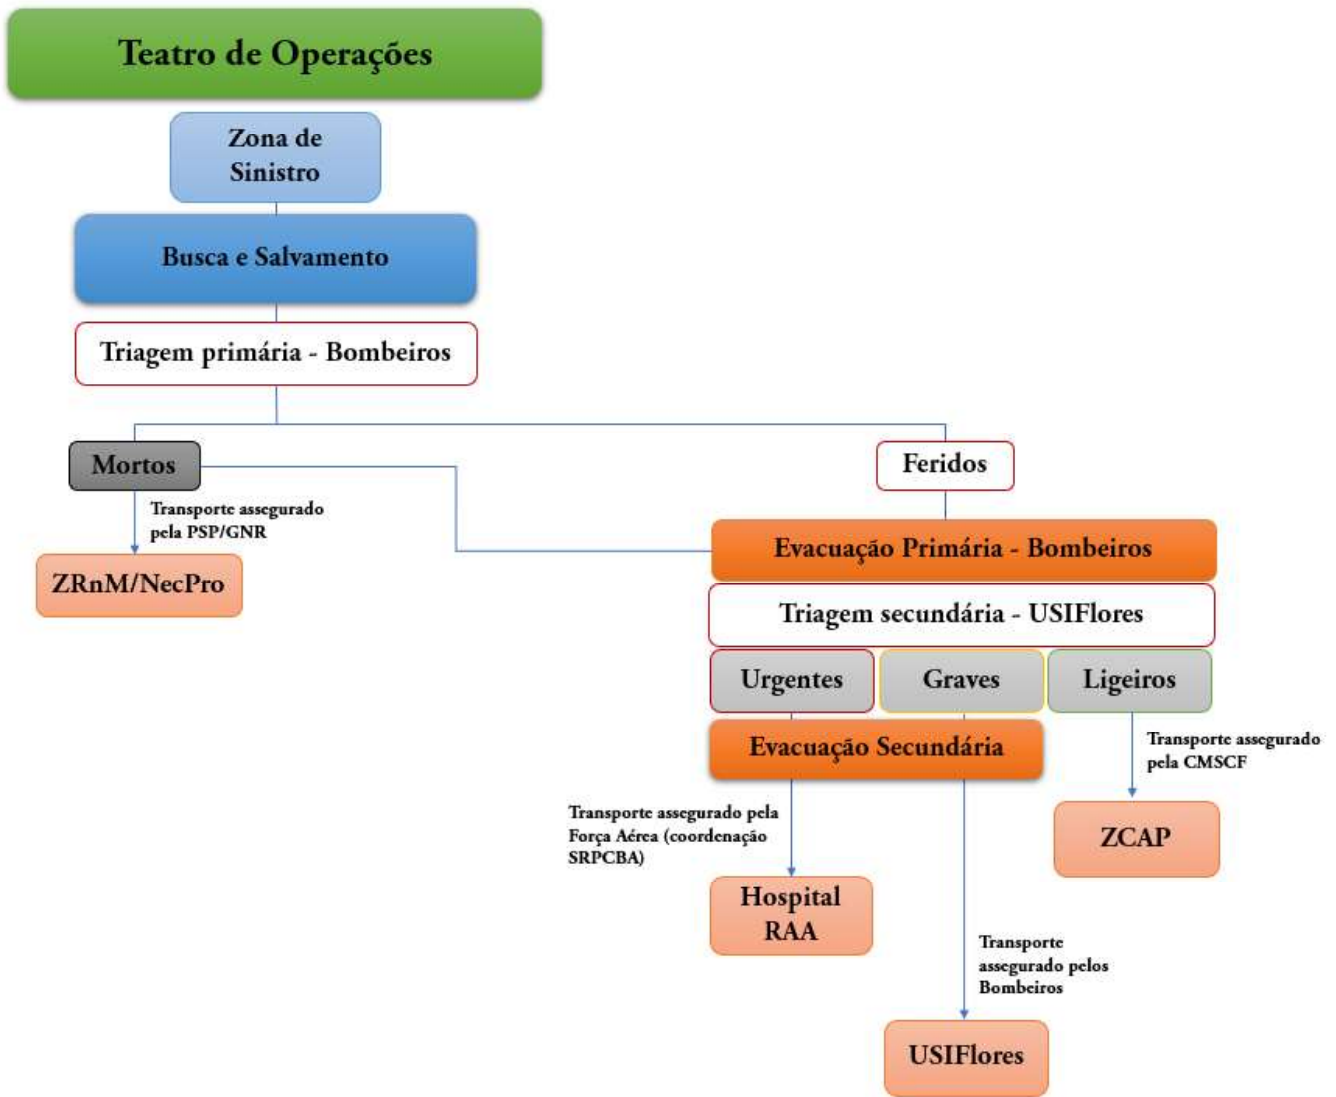 Teatro de Operações
Zona de
Sinistro
Busca e Salvamento
Triagem primária - Bombeiros
Mortos
Feridos
Transporte assegurado
pela PSP/GNR
ZRnM/NecPro
Evacuação Primária - Bombeiros
Triagem secundária - USIFlores
Urgentes
Graves
Ligeiros
Evacuação Secundária
Transporte assegurado
pela CMSCF
Transporte assegurado pela
Força Aérea (coordenação
SRPCBA)
ZCAP
Hospital
RAA
Transporte
assegurado pelos
Bombeiros
USIFlores